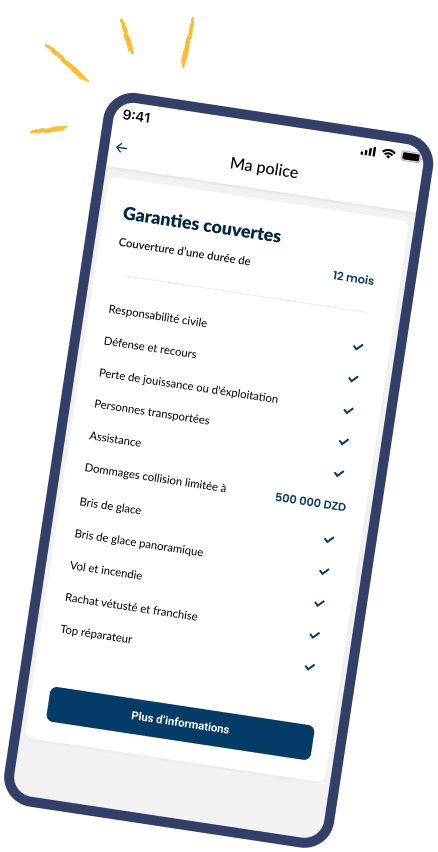 9:41
Ma police
Garanties couvertes
Couverture d'une durée de
12 mois
Responsabilité civile
Défense et recours
Perte de jouissance ou d'éxploitation
Personnes transportées
Assistance
Dommages collision limitée à
500 000 DZD
Bris de glace
Bris de glace panoramique
Vol et incendie
Rachat vétusté et franchise
Top réparateur
Plus d'informations